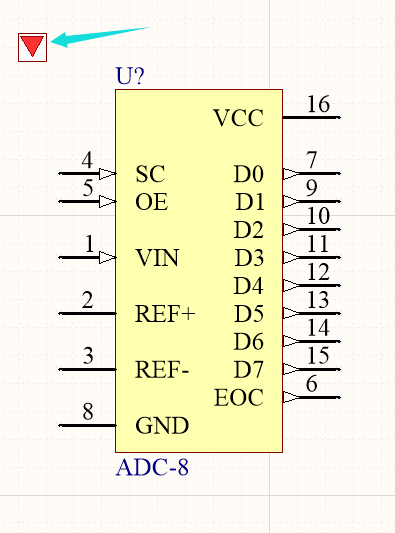 U?
VCC 16
4 SC D0 7
5 OE D1 9
D2 10
1 VIN D3 11
D4 12
2 REF+ D5 13
D6 14
3 REF- D7 15
EOC 6
8 GND
ADC-8